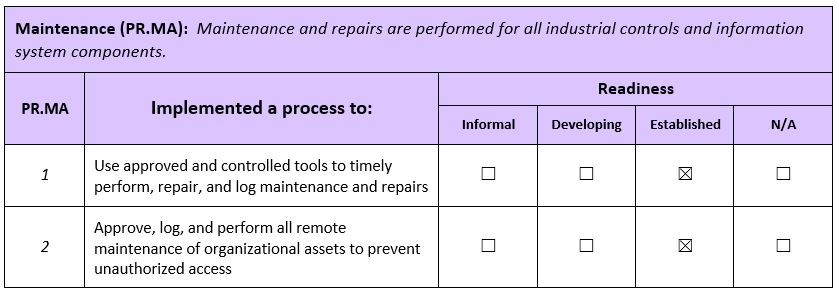 Maintenance (PR.MA): Maintenance and repairs are performed for all industrial controls and information
system components.
PR.MA
Implemented a process to:
Readiness
Informal
Developing
Established
N/A
1
Use approved and controlled tools to timely
perform, repair, and log maintenance and repairs
☐
☐
☒
☐
2
Approve, log, and perform all remote
maintenance of organizational assets to prevent
unauthorized access
☐
☐
☒
☐